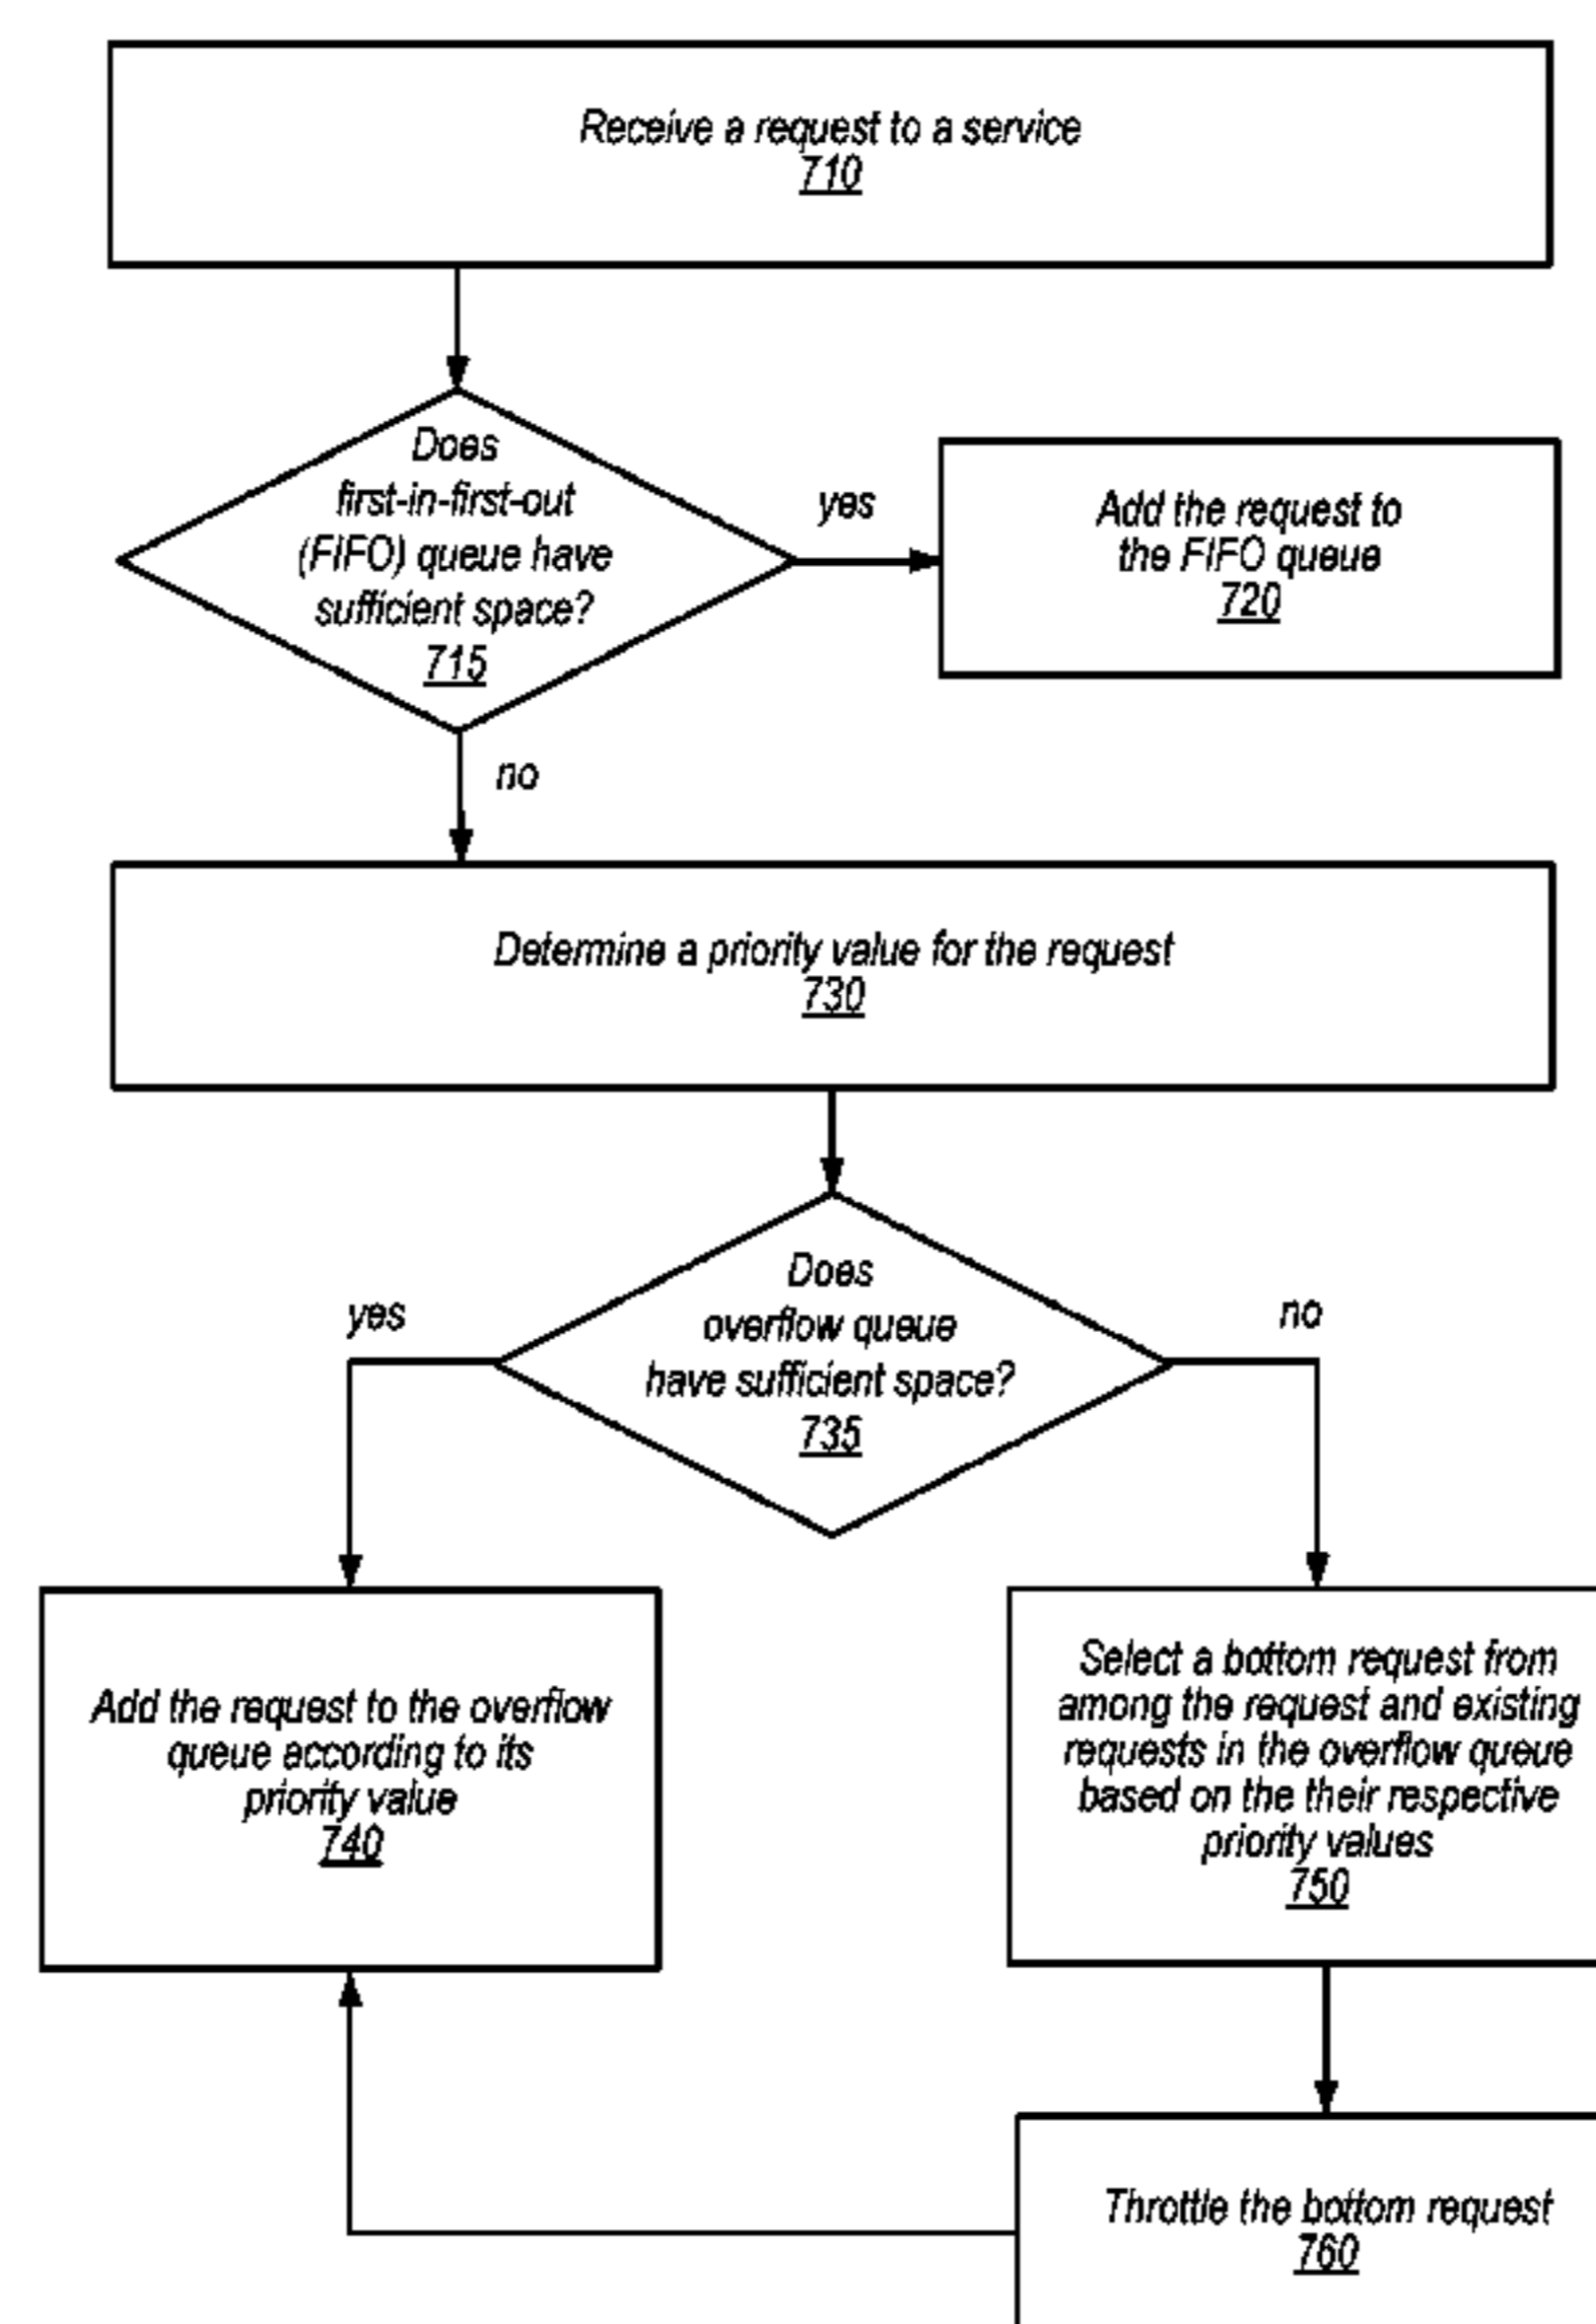 Receive a request to a service
710
Does
first-in-first-out
(FIFO) queue have
sufficient space?
715
yes
Add the request to
the FIFO queue
720
no
Determine a priority value for the request
730
Does
overflow queue
have sufficient space?
735
yes
no
Add the request to the overflow
queue according to its
priority value
740
Select a bottom request from
among the request and existing
requests in the overflow queue
based on the their respective
priority values
750
Throttle the bottom request
760